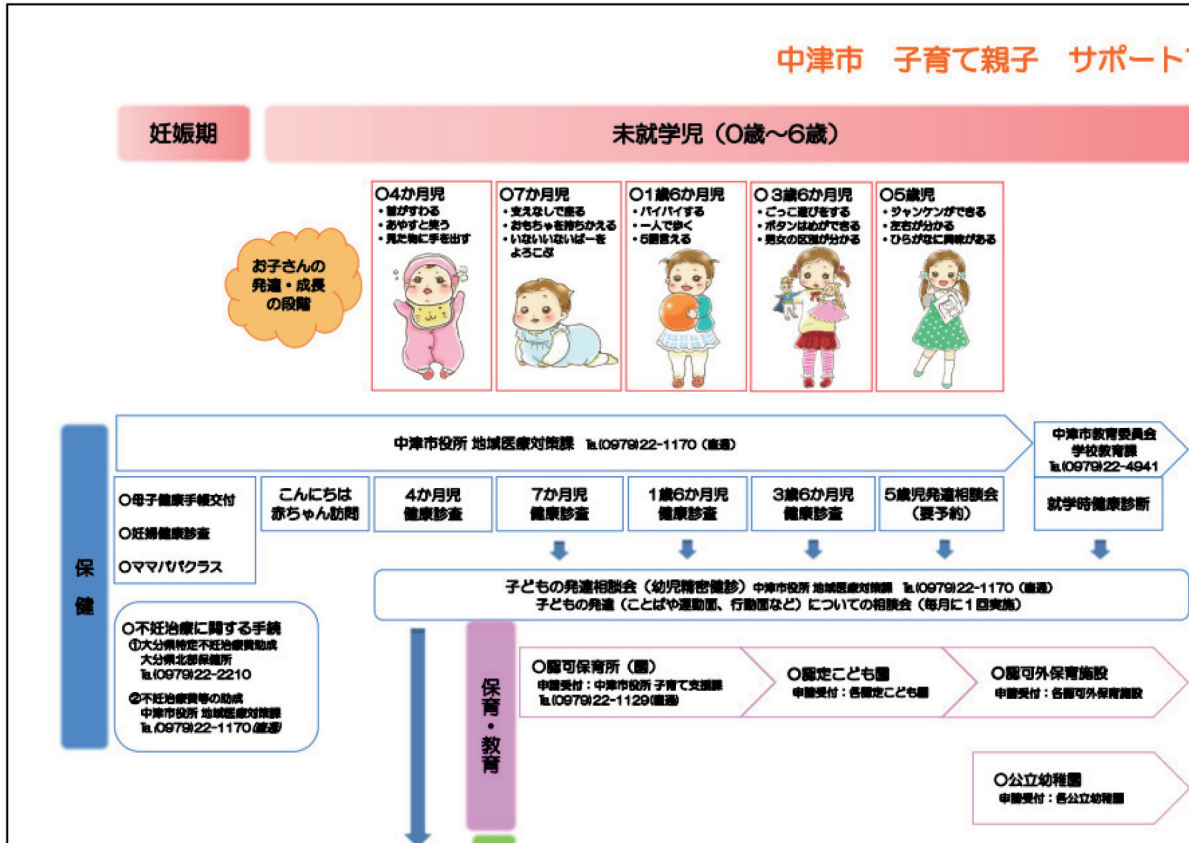 中津市　子育て親子　サポート
妊娠期
未就学児（0歳～6歳）
お子さんの
発達・成長
の段階
○4か月児
・首がすわる
・あやすと笑う
・見た物に手を出す
○7か月児
・支えなしで座る
・おもちゃを持ちかえる
・いないいないばーを
よろこぶ
○1歳6か月児
・バイバイする
・一人で歩く
・5語言える
○3歳6か月児
・ごっこ遊びをする
・ボタンはめができる
・男女の区別が分かる
○5歳児
・ジャンケンができる
・左右が分かる
・ひらがなに興味がある
保健
中津市役所 地域医療対策課 ℡(0979)22-1170（直通）
中津市教育委員会
学校教育課
℡(0979)22-4941
○母子健康手帳交付
○妊婦健康診査
○ママパパクラス
こんにちは
赤ちゃん訪問
4か月児
健康診査
7か月児
健康診査
1歳6か月児
健康診査
3歳6か月児
健康診査
5歳児発達相談会
（要予約）
就学時健康診断
子どもの発達相談会（幼児精密健診）中津市役所 地域医療対策課 ℡(0979)22-1170（直通）
子どもの発達（ことばや運動面、行動面など）についての相談会（毎月に1回実施）
○不妊治療に関する手続
①大分県特定不妊治療費助成
大分県北部保健所
℡(0979)22-2210
②不妊治療費等の助成
中津市役所 地域医療対策課
℡(0979)22-1170(直通)
保育・教育
○認可保育所（園）
申請受付：中津市役所 子育て支援課
℡(0979)22-1129(直通)
○認定こども園
申請受付：各認定こども園
○認可外保育施設
申請受付：各認可外保育施設
○公立幼稚園
申請受付：各公立幼稚園